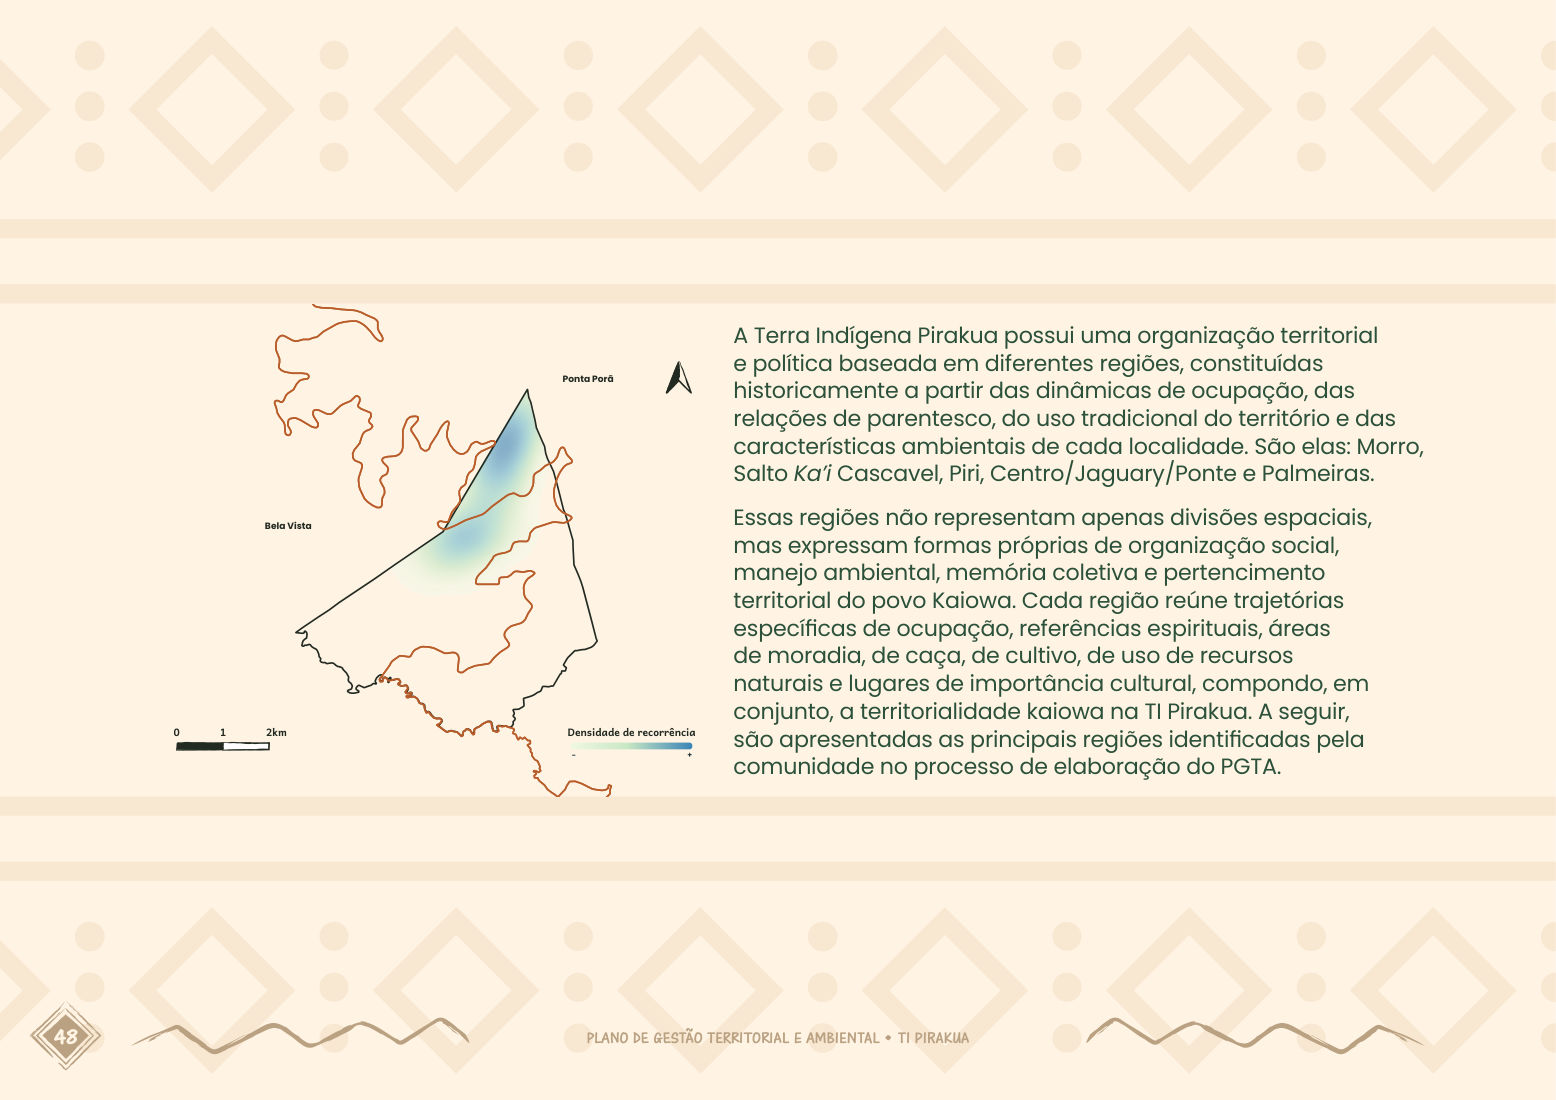 Ponta Porã
Bela Vista
0 1 2km
Densidade de recorrência
- +
A Terra Indígena Pirakua possui uma organização territorial
e política baseada em diferentes regiões, constituídas
historicamente a partir das dinâmicas de ocupação, das
relações de parentesco, do uso tradicional do território e das
características ambientais de cada localidade. São elas: Morro,
Salto Ka’i Cascavel, Piri, Centro/Jaguary/Ponte e Palmeiras.
Essas regiões não representam apenas divisões espaciais,
mas expressam formas próprias de organização social,
manejo ambiental, memória coletiva e pertencimento
territorial do povo Kaiowa. Cada região reúne trajetórias
específicas de ocupação, referências espirituais, áreas
de moradia, de caça, de cultivo, de uso de recursos
naturais e lugares de importância cultural, compondo, em
conjunto, a territorialidade kaiowa na TI Pirakua. A seguir,
são apresentadas as principais regiões identificadas pela
comunidade no processo de elaboração do PGTA.
48
PLANO DE GESTÃO TERRITORIAL E AMBIENTAL • TI PIRAKUA